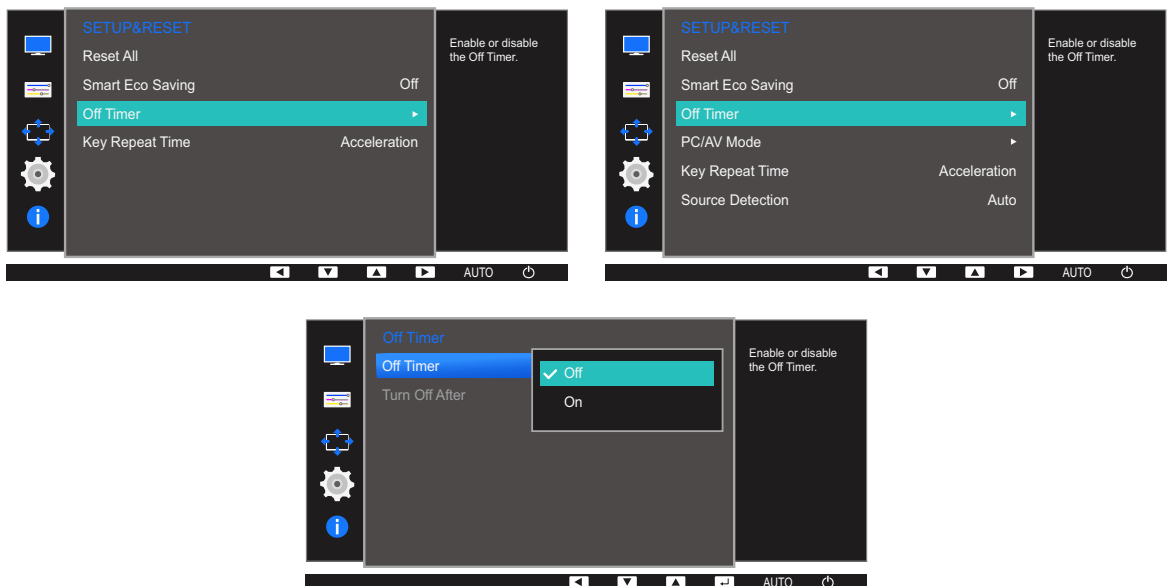 SETUP&RESET
Reset All
Smart Eco Saving Off
Off Timer
Key Repeat Time Acceleration
Enable or disable
the Off Timer.
AUTO
SETUP&RESET
Reset All
Smart Eco Saving Off
Off Timer
PC/AV Mode
Key Repeat Time Acceleration
Source Detection Auto
Enable or disable
the Off Timer.
AUTO
Off Timer
Off Timer
Turn Off After
Off
On
Enable or disable
the Off Timer.
AUTO